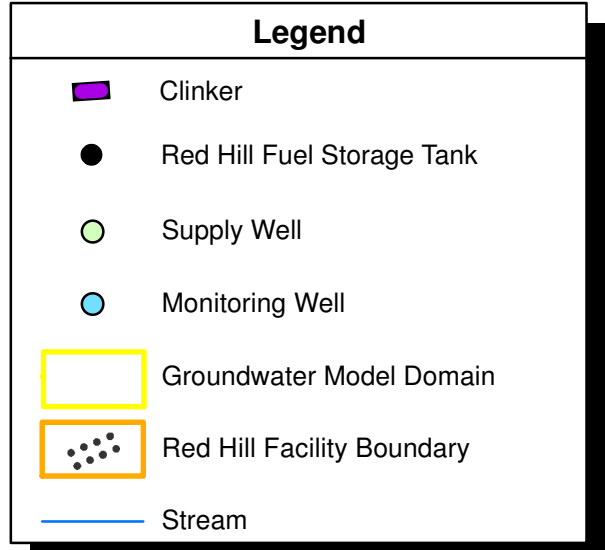 Legend
Clinker
Red Hill Fuel Storage Tank
Supply Well
Monitoring Well
Groundwater Model Domain
Red Hill Facility Boundary
Stream